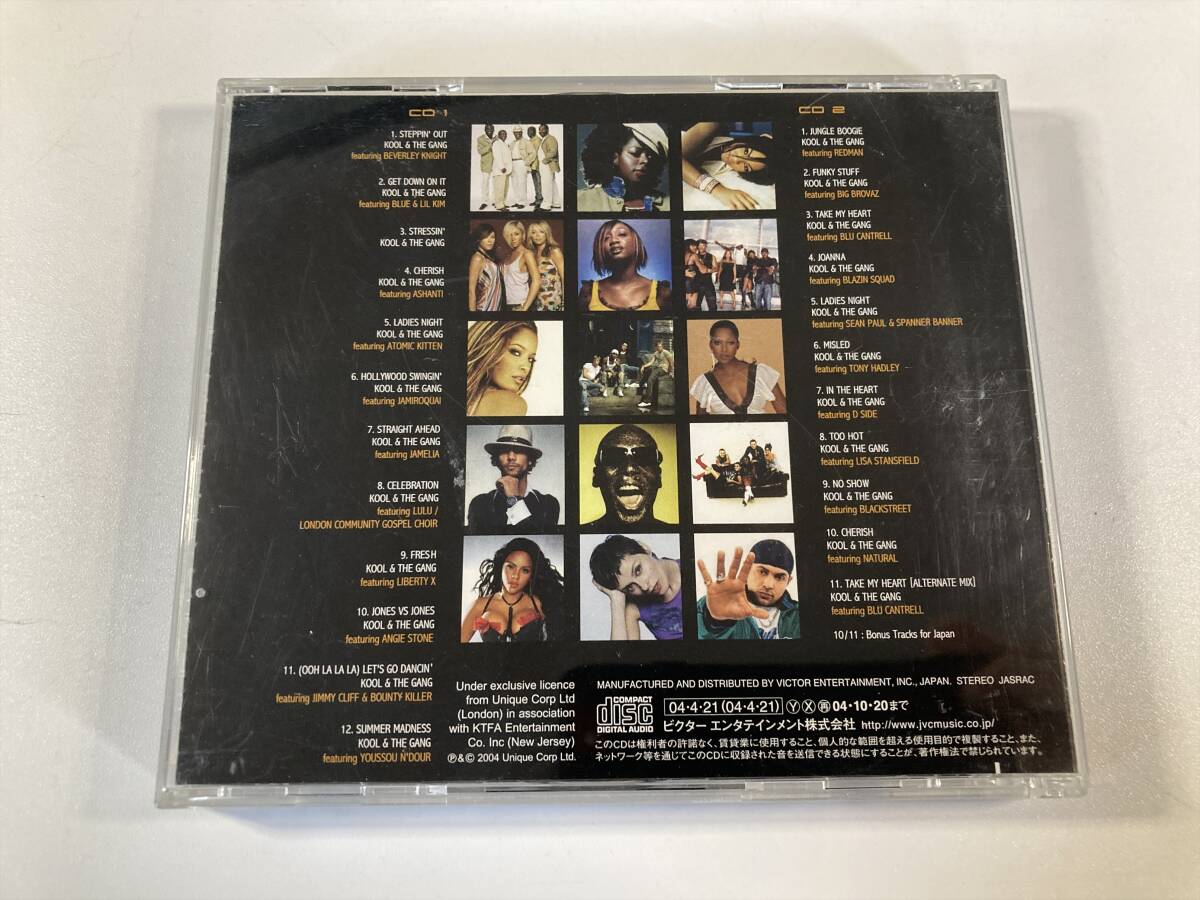 CD 1
1. STEPPIN' OUT
KOOL & THE GANG
featuring BEVERLEY KNIGHT
2. GET DOWN ON IT
KOOL & THE GANG
featuring BLUE & LIL KIM
3. STRESSIN'
KOOL & THE GANG
4. CHERISH
KOOL & THE GANG
featuring ASHANTI
5. LADIES NIGHT
KOOL & THE GANG
featuring ATOMIC KITTEN
6. HOLLYWOOD SWINGIN'
KOOL & THE GANG
featuring JAMIROQUAI
7. STRAIGHT AHEAD
KOOL & THE GANG
featuring JAMELIA
8. CELEBRATION
KOOL & THE GANG
featuring LULU /
LONDON COMMUNITY GOSPEL CHOIR
9. FRESH
KOOL & THE GANG
featuring LIBERTY X
10. JONES VS JONES
KOOL & THE GANG
featuring ANGIE STONE
11. (OOH LA LA LA) LET'S GO DANCIN'
KOOL & THE GANG
featuring JIMMY CLIFF & BOUNTY KILLER
12. SUMMER MADNESS
KOOL & THE GANG
featuring YOUSSOU N'DOUR
CD 2
1. JUNGLE BOOGIE
KOOL & THE GANG
featuring REDMAN
2. FUNKY STUFF
KOOL & THE GANG
featuring BIG BROVAZ
3. TAKE MY HEART
KOOL & THE GANG
featuring BLU CANTRELL
4. JOANNA
KOOL & THE GANG
featuring BLAZIN SQUAD
5. LADIES NIGHT
KOOL & THE GANG
featuring SEAN PAUL & SPANNER BANNER
6. MISLED
KOOL & THE GANG
featuring TONY HADLEY
7. IN THE HEART
KOOL & THE GANG
featuring D SIDE
8. TOO HOT
KOOL & THE GANG
featuring LISA STANSFIELD
9. NO SHOW
KOOL & THE GANG
featuring BLACKSTREET
10. CHERISH
KOOL & THE GANG
featuring NATURAL
11. TAKE MY HEART [ALTERNATE MIX]
KOOL & THE GANG
featuring BLU CANTRELL
10/11 : Bonus Tracks for Japan
Under exclusive licence
from Unique Corp Ltd
(London) in association
with KTFA Entertainment
Co. Inc (New Jersey)
℗&© 2004 Unique Corp Ltd.
MANUFACTURED AND DISTRIBUTED BY VICTOR ENTERTAINMENT, INC., JAPAN. STEREO JASRAC
COMPACT disc DIGITAL AUDIO
04·4·21 (04·4·21) Ⓨ Ⓧ ㊢ 04·10·20まで
ビクター エンタテインメント株式会社 http://www.jvcmusic.co.jp/
このCDは権利者の許諾なく、賃貸業に使用すること、個人的な範囲を超える使用目的で複製すること、また、
ネットワーク等を通じてこのCDに収録された音を送信できる状態にすることが、著作権法で禁じられています。